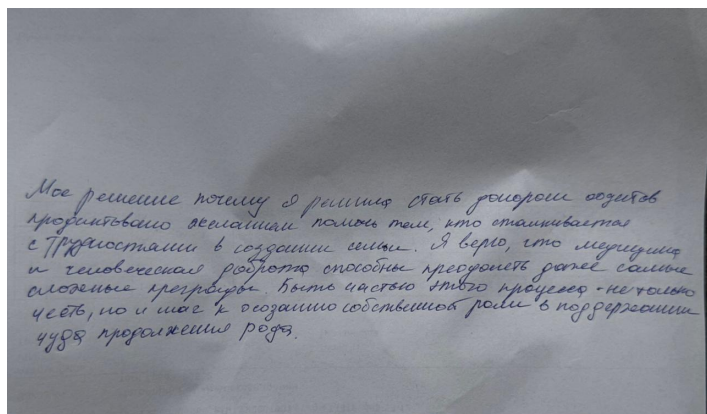 Мое решение почему я решила стать донором ооцитов
продиктовано желанием помочь тем, кто сталкивается
с трудностями в создании семьи. Я верю, что медицина
и человеческая доброта способны преодолеть даже самые
сложные преграды. Быть частью этого процесса - не только
честь, но и шаг к осознанию собственной роли в поддержании
чуда продолжения рода.